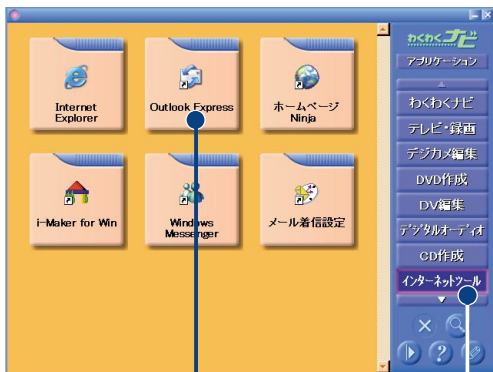 わくわくナビ
アプリケーション
Internet
Explorer
Outlook Express
ホームページ
Ninja
i-Maker for Win
Windows
Messenger
メール着信設定
わくわくナビ
テレビ・録画
デジカメ編集
DVD作成
DV編集
デジタルオーディオ
CD作成
インターネットツール
?